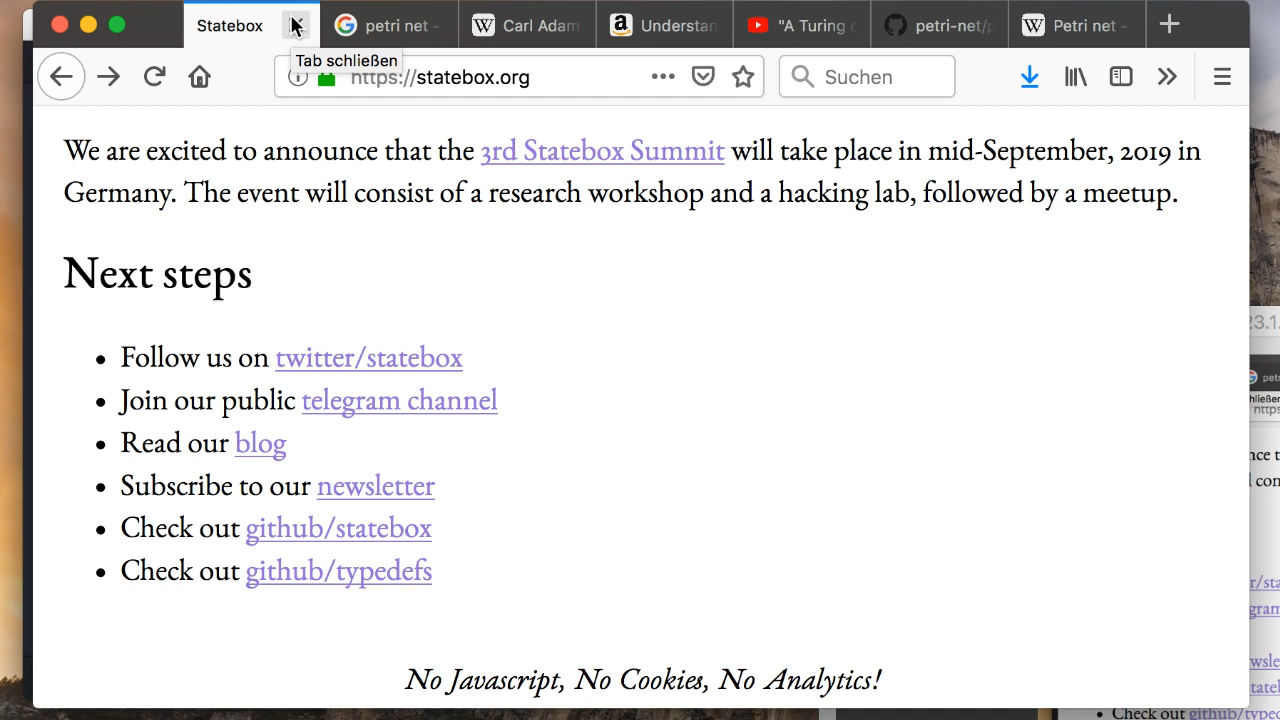 Statebox
petri net -
Carl Adam
Understan
"A Turing
petri-net/
Petri net -
Tab schließen
https://statebox.org
Suchen
We are excited to announce that the 3rd Statebox Summit will take place in mid-September, 2019 in
Germany. The event will consist of a research workshop and a hacking lab, followed by a meetup.
Next steps
• Follow us on twitter/statebox
• Join our public telegram channel
• Read our blog
• Subscribe to our newsletter
• Check out github/statebox
• Check out github/typedefs
No Javascript, No Cookies, No Analytics!
• Check out github/typed